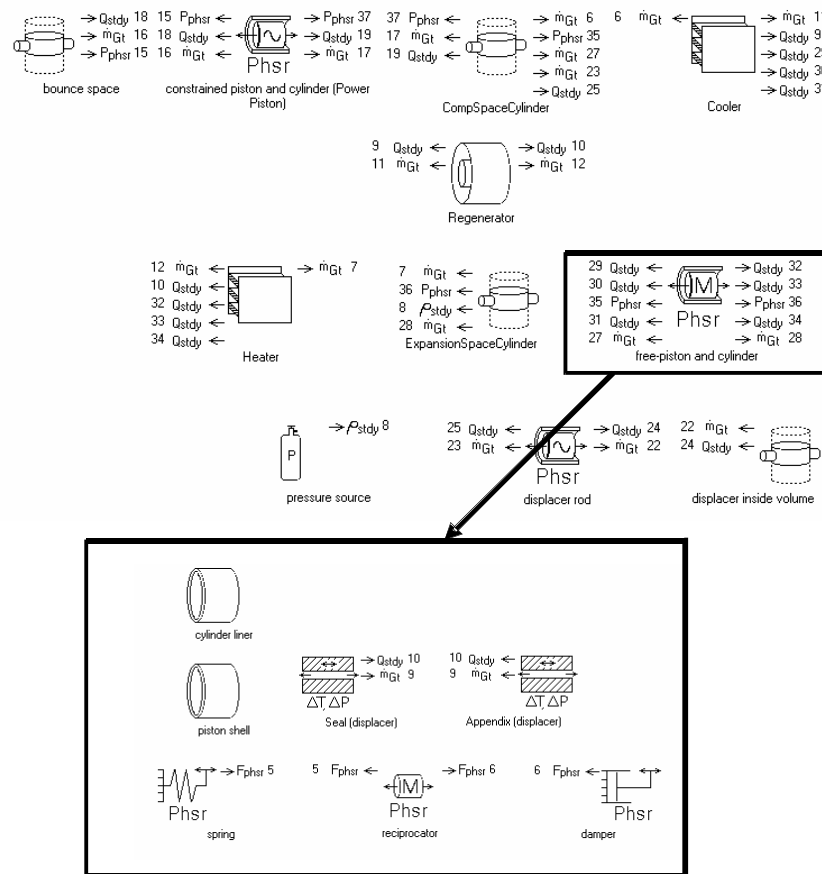 Qstdy 18 15 Pphsr Pphsr 37 37 Pphsr ṁGt 6 6 ṁGt
ṁGt 16 18 Qstdy Qstdy 19 17 ṁGt Pphsr 35 Qstdy 9
Pphsr 15 16 ṁGt Phsr ṁGt 17 19 Qstdy ṁGt 27
ṁGt 23
Qstdy 25
bounce space constrained piston and cylinder (Power Piston) CompSpaceCylinder Cooler
9 Qstdy Qstdy 10
11 ṁGt ṁGt 12
Regenerator
12 ṁGt ṁGt 7 7 ṁGt 29 Qstdy Qstdy 32
10 Qstdy 36 Pphsr 30 Qstdy M Qstdy 33
32 Qstdy 8 ρstdy 35 Pphsr Pphsr 36
33 Qstdy 28 ṁGt 31 Qstdy Phsr Qstdy 34
34 Qstdy 27 ṁGt ṁGt 28
Heater ExpansionSpaceCylinder free-piston and cylinder
P ρstdy 8 25 Qstdy Qstdy 24 22 ṁGt
23 ṁGt ṁGt 22 24 Qstdy
Phsr
pressure source displacer rod displacer inside volume
cylinder liner
Qstdy 10 10 Qstdy
ṁGt 9 9 ṁGt
ΔT, ΔP ΔT, ΔP
piston shell Seal (displacer) Appendix (displacer)
Fphsr 5 5 Fphsr M Fphsr 6 6 Fphsr
Phsr Phsr Phsr
spring reciprocator damper